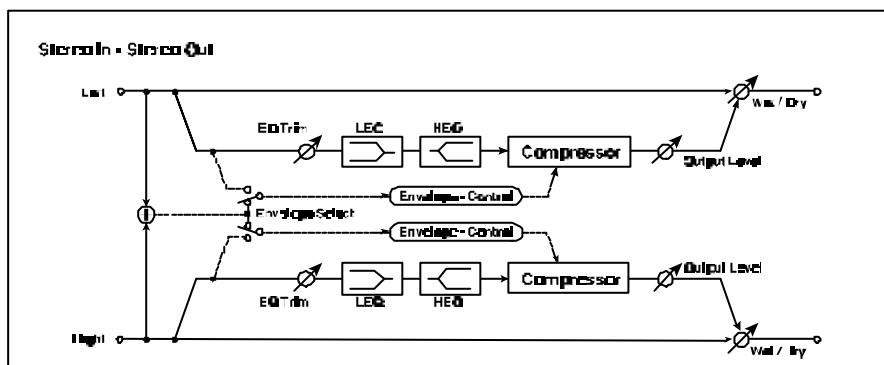 Stereo In - Stereo Out
Left
Wet / Dry
EQ Trim
LEQ
HEQ
Compressor
Output Level
Envelope - Control
Envelope Select
Envelope - Control
Output Level
Compressor
EQ Trim
LEQ
HEQ
Right
Wet / Dry